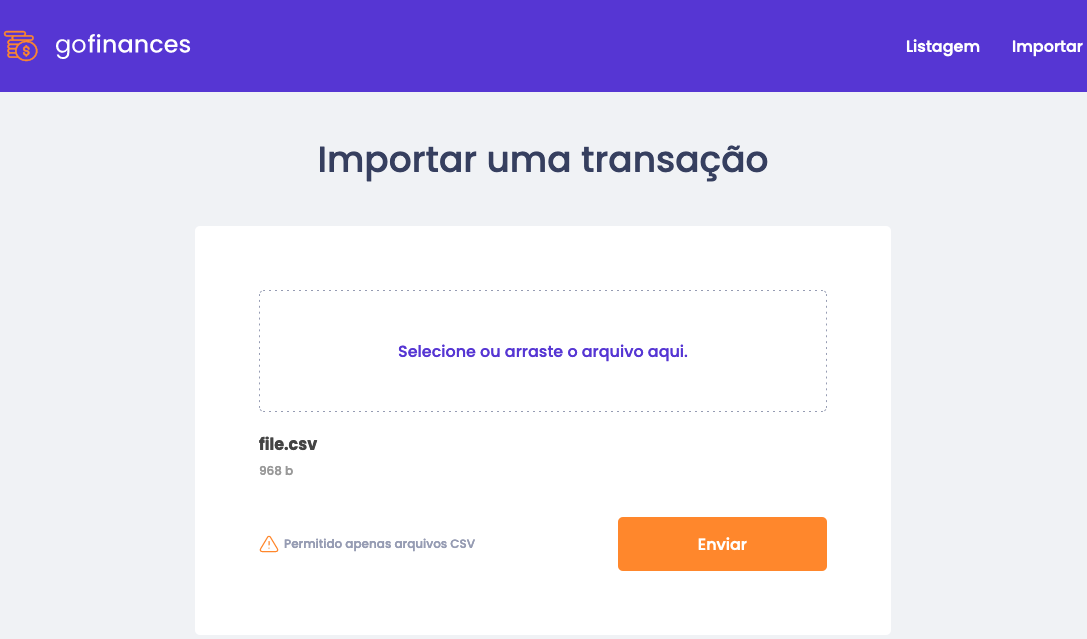 gofinances
Listagem
Importar
Importar uma transação
Selecione ou arraste o arquivo aqui.
file.csv
968 b
Permitido apenas arquivos CSV
Enviar